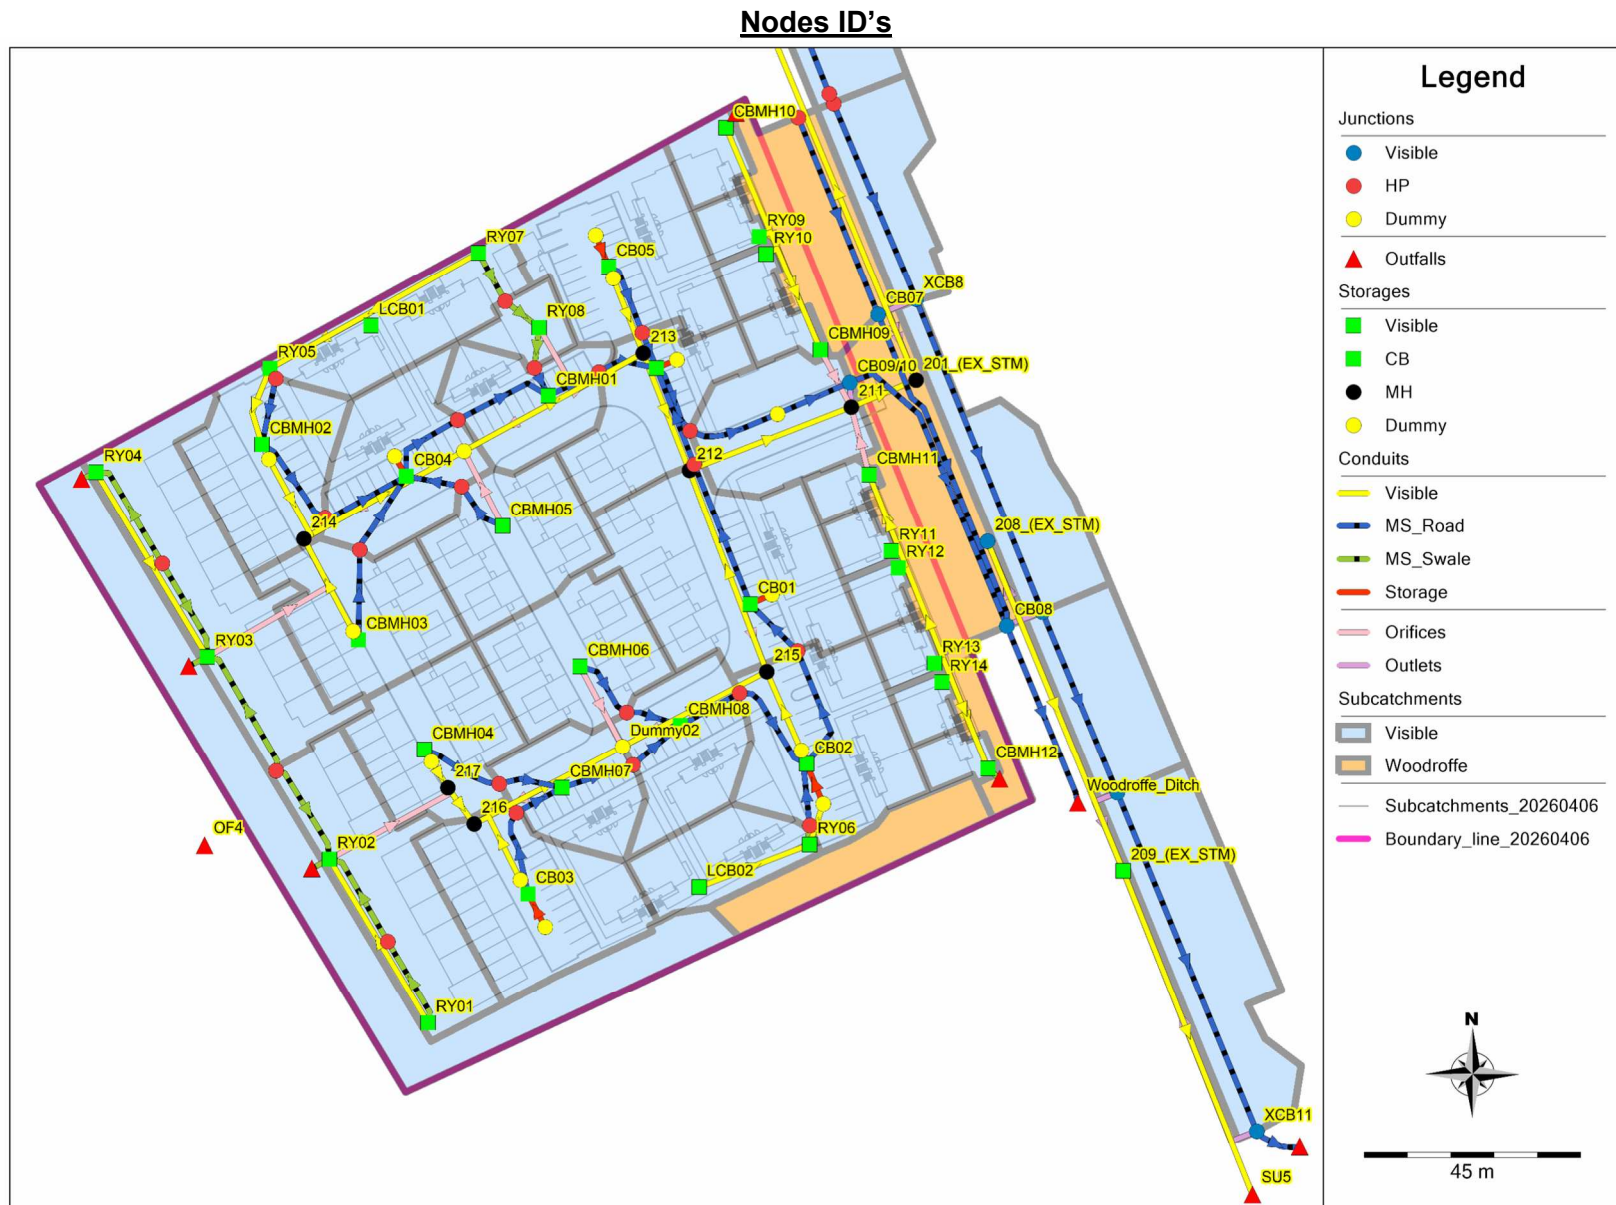 Nodes ID’s
CBMH10
RY09
RY10
RY07
CB05
LCB01
RY08
213
CBMH09
CB07
XCB8
RY05
CBMH01
CB09/10
201_(EX_STM)
211
CBMH02
RY04
CB04
212
CBMH11
CBMH05
214
208_(EX_STM)
RY11
RY12
CB01
CB08
CBMH03
RY03
CBMH06
215
RY13
RY14
CBMH08
Dummy02
CBMH04
CB02
CBMH12
217
CBMH07
Woodroffe_Ditch
216
OF4
RY02
RY06
209_(EX_STM)
LCB02
CB03
RY01
XCB11
SU5
Legend
Junctions
Visible
HP
Dummy
Outfalls
Storages
Visible
CB
MH
Dummy
Conduits
Visible
MS_Road
MS_Swale
Storage
Orifices
Outlets
Subcatchments
Visible
Woodroffe
Subcatchments_20260406
Boundary_line_20260406
N
45 m